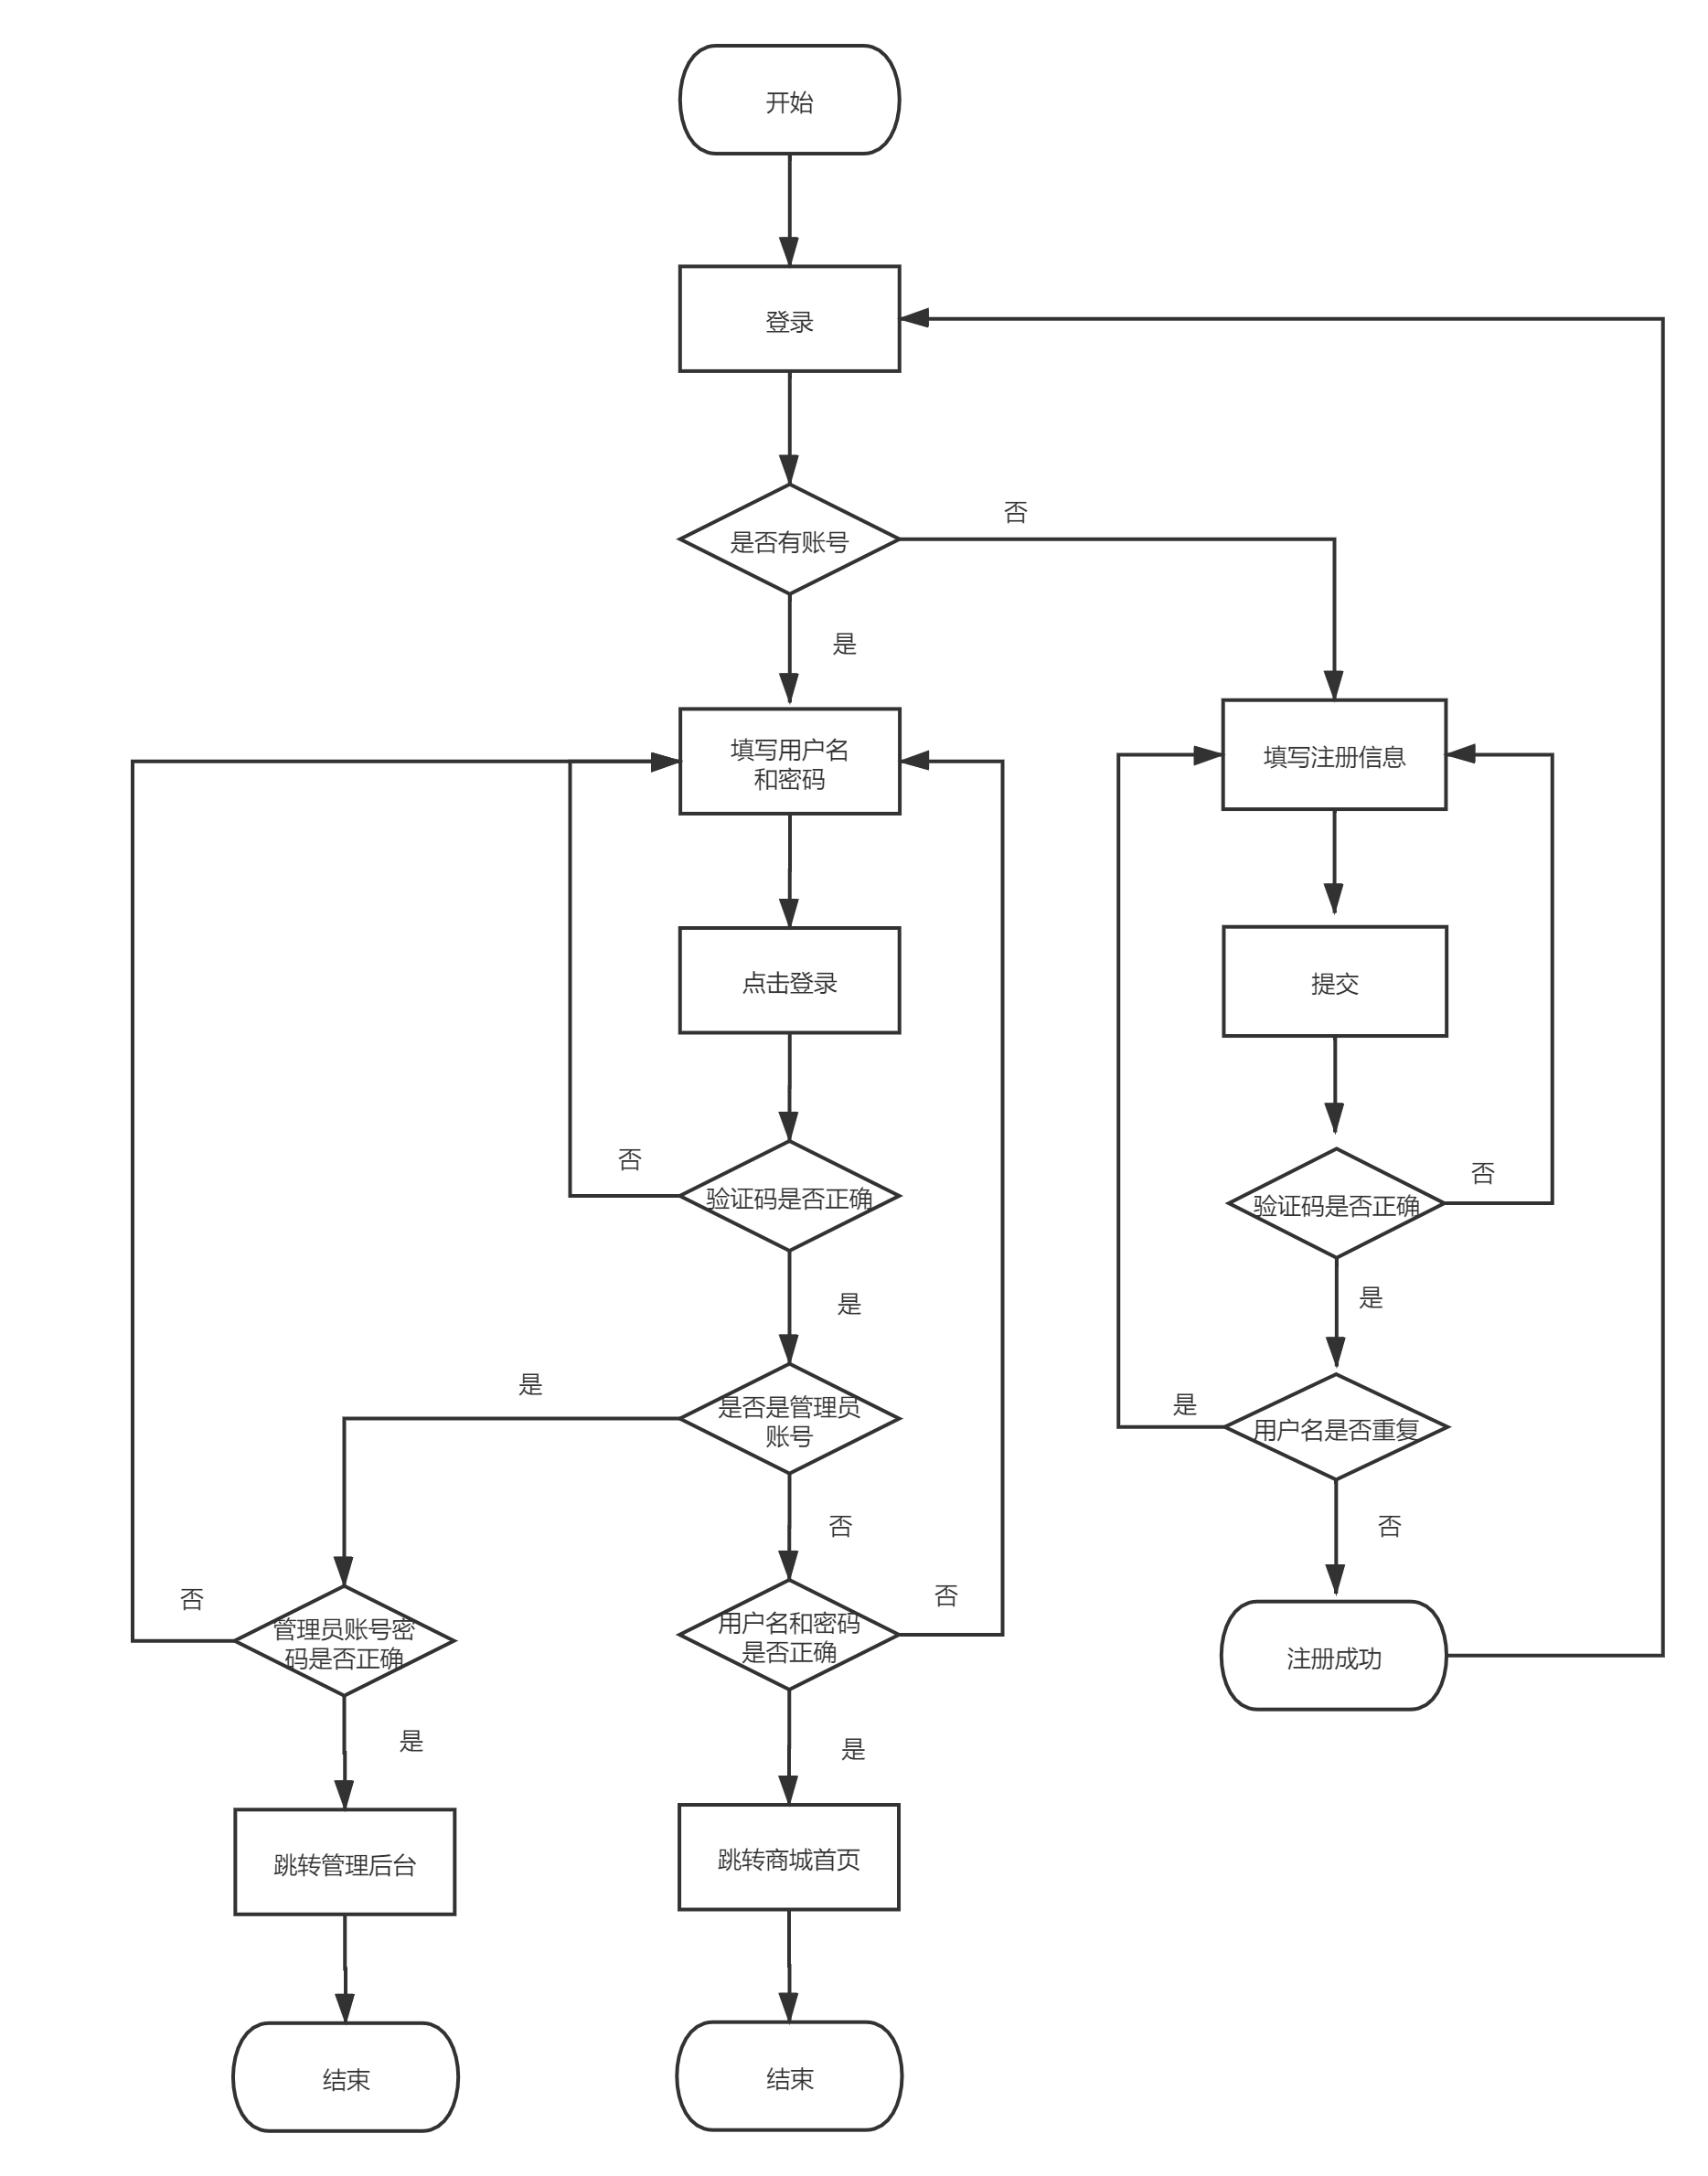 开始
登录
是否有账号
否
是
填写用户名
和密码
填写注册信息
点击登录
提交
否
验证码是否正确
否
验证码是否正确
是
是
是
是否是管理员
账号
是
用户名是否重复
否
否
否
管理员账号密
码是否正确
用户名和密码
是否正确
否
注册成功
是
是
跳转管理后台
跳转商城首页
结束
结束